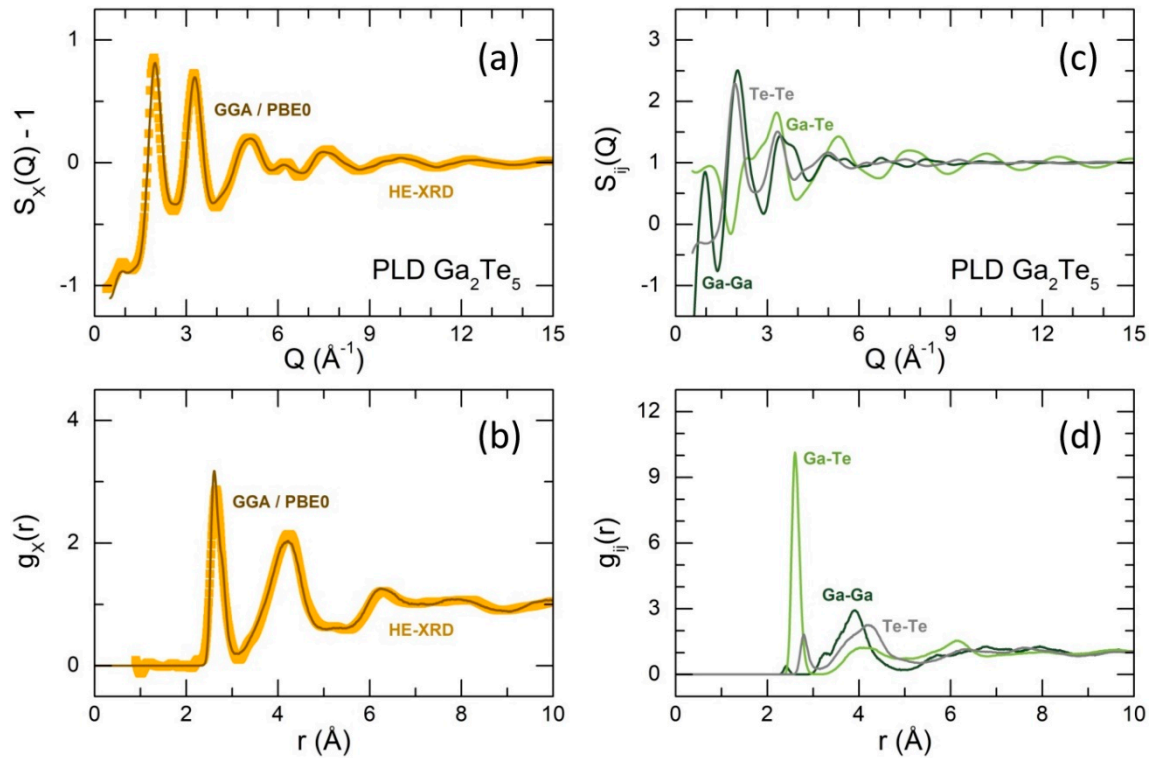 (a)
1
0
-1
S_X(Q) - 1
GGA / PBE0
HE-XRD
PLD Ga₂Te₅
0 3 6 9 12 15
Q (Å⁻¹)
(c)
3
2
1
0
-1
S_ij(Q)
Te-Te
Ga-Te
Ga-Ga
PLD Ga₂Te₅
0 3 6 9 12 15
Q (Å⁻¹)
(b)
4
2
0
g_X(r)
GGA / PBE0
HE-XRD
0 2 4 6 8 10
r (Å)
(d)
12
9
6
3
0
g_ij(r)
Ga-Te
Ga-Ga
Te-Te
0 2 4 6 8 10
r (Å)